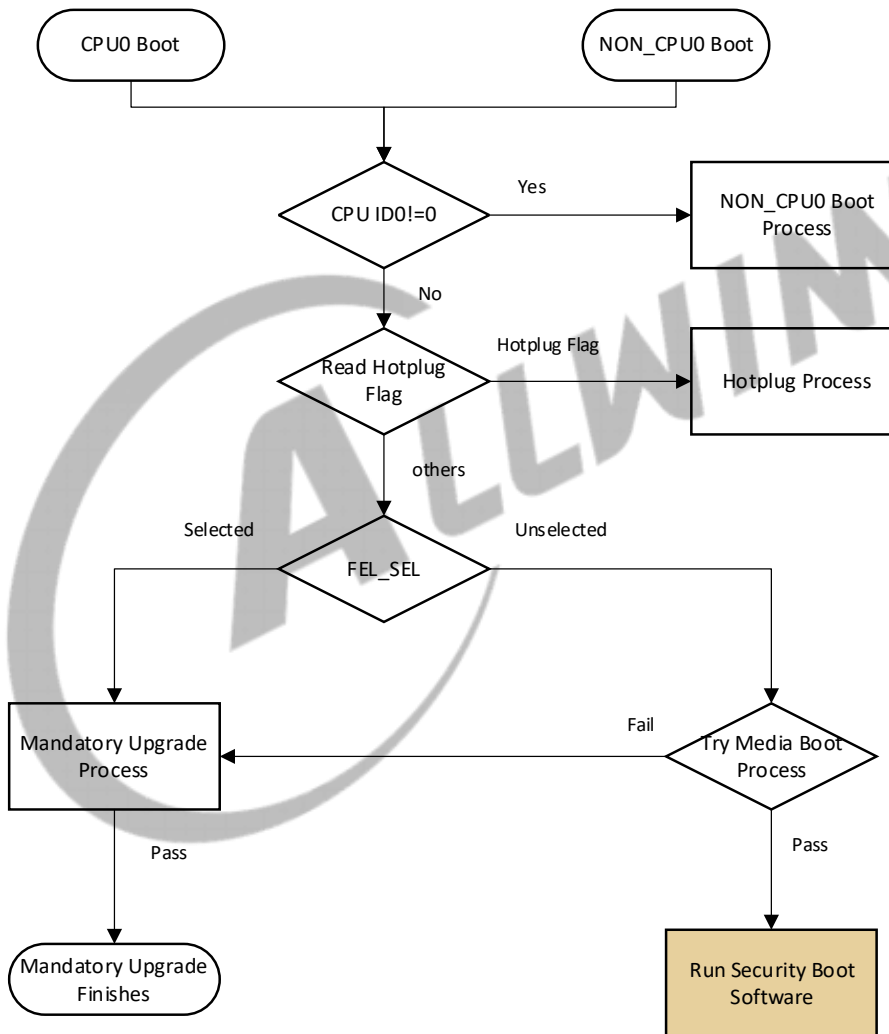 CPU0 Boot
NON_CPU0 Boot
CPU ID0!=0
Yes
NON_CPU0 Boot
Process
No
Read Hotplug
Flag
Hotplug Flag
Hotplug Process
others
Selected
Unselected
FEL_SEL
Mandatory Upgrade
Process
Fail
Try Media Boot
Process
Pass
Pass
Mandatory Upgrade
Finishes
Run Security Boot
Software
ALLWIN